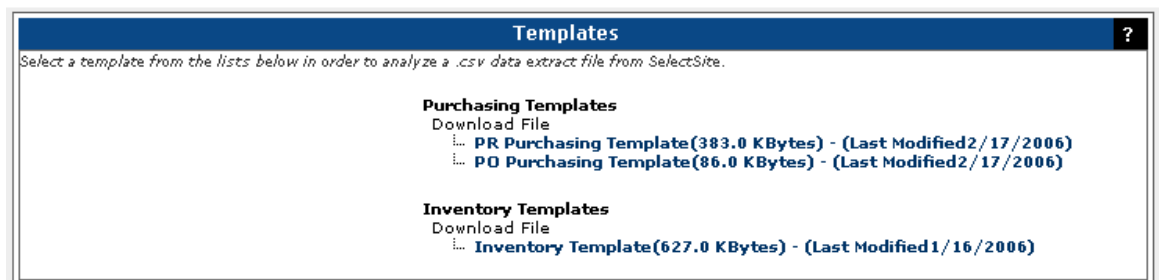 Templates
?
Select a template from the lists below in order to analyze a .csv data extract file from SelectSite.
Purchasing Templates
Download File
PR Purchasing Template(383.0 KBytes) - (Last Modified2/17/2006)
PO Purchasing Template(86.0 KBytes) - (Last Modified2/17/2006)
Inventory Templates
Download File
Inventory Template(627.0 KBytes) - (Last Modified1/16/2006)